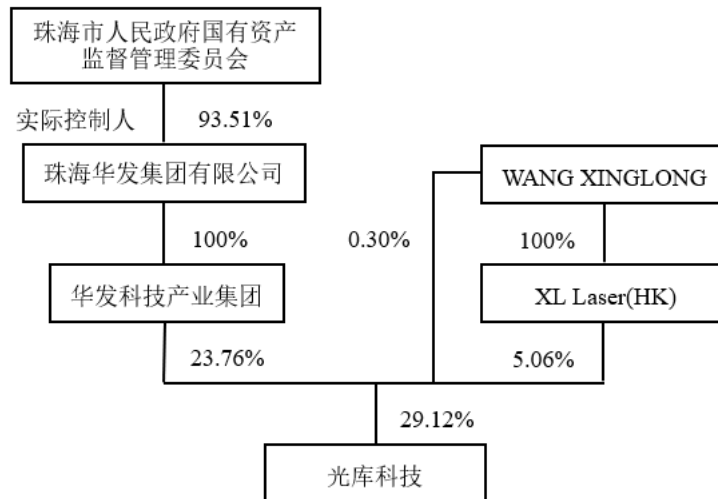 珠海市人民政府国有资产
监督管理委员会
实际控制人
93.51%
珠海华发集团有限公司
WANG XINGLONG
100%
0.30%
100%
华发科技产业集团
XL Laser(HK)
23.76%
5.06%
29.12%
光库科技